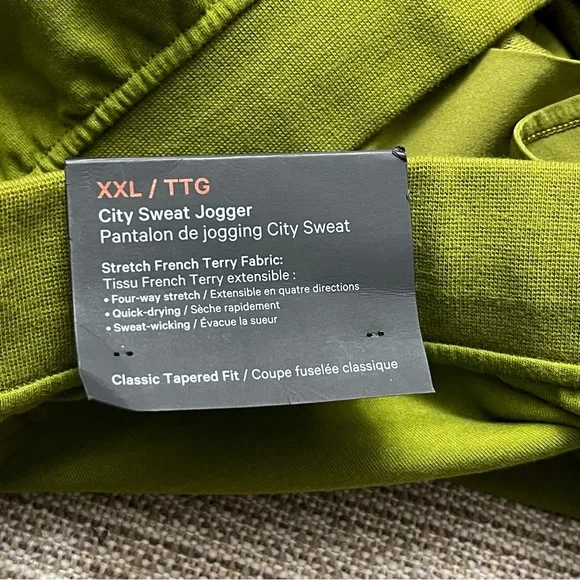 XXL / TTG
City Sweat Jogger
Pantalon de jogging City Sweat
Stretch French Terry Fabric:
Tissu French Terry extensible :
• Four-way stretch / Extensible en quatre directions
• Quick-drying / Sèche rapidement
• Sweat-wicking / Évacue la sueur
Classic Tapered Fit / Coupe fuselée classique